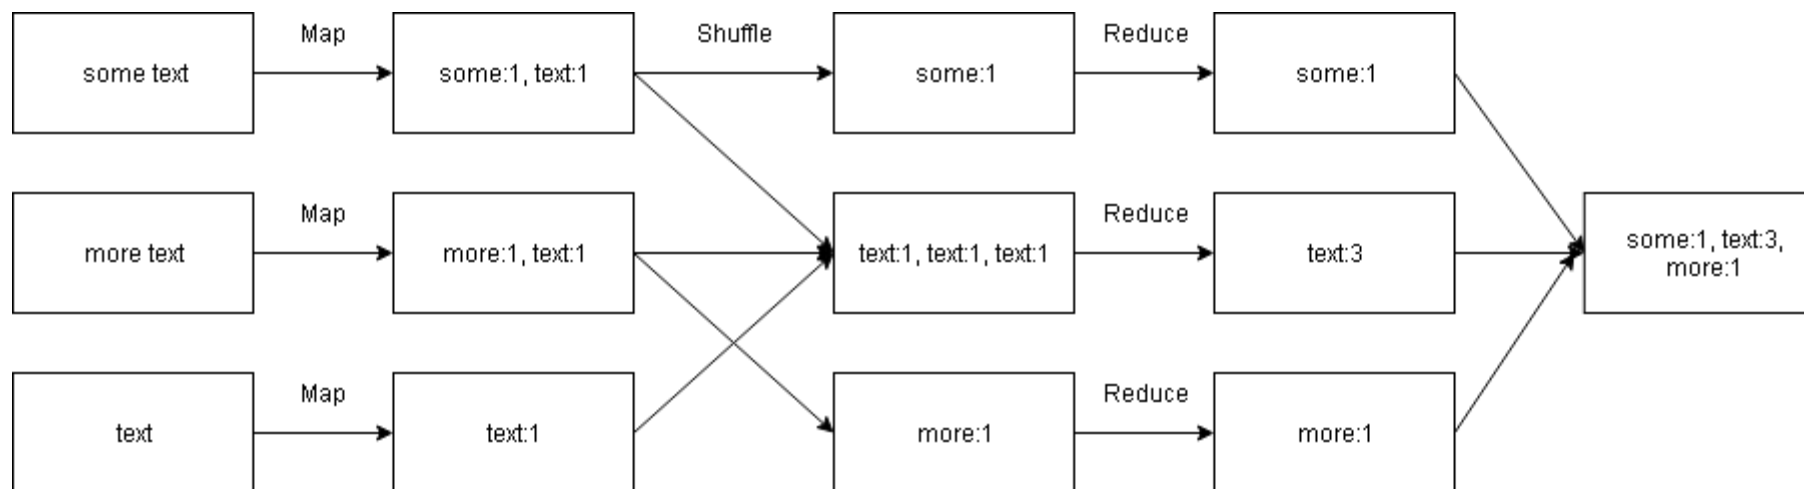 Map
Shuffle
Reduce
some text
some:1, text:1
some:1
some:1
Map
Reduce
more text
more:1, text:1
text:1, text:1, text:1
text:3
some:1, text:3,
more:1
Map
Reduce
text
text:1
more:1
more:1